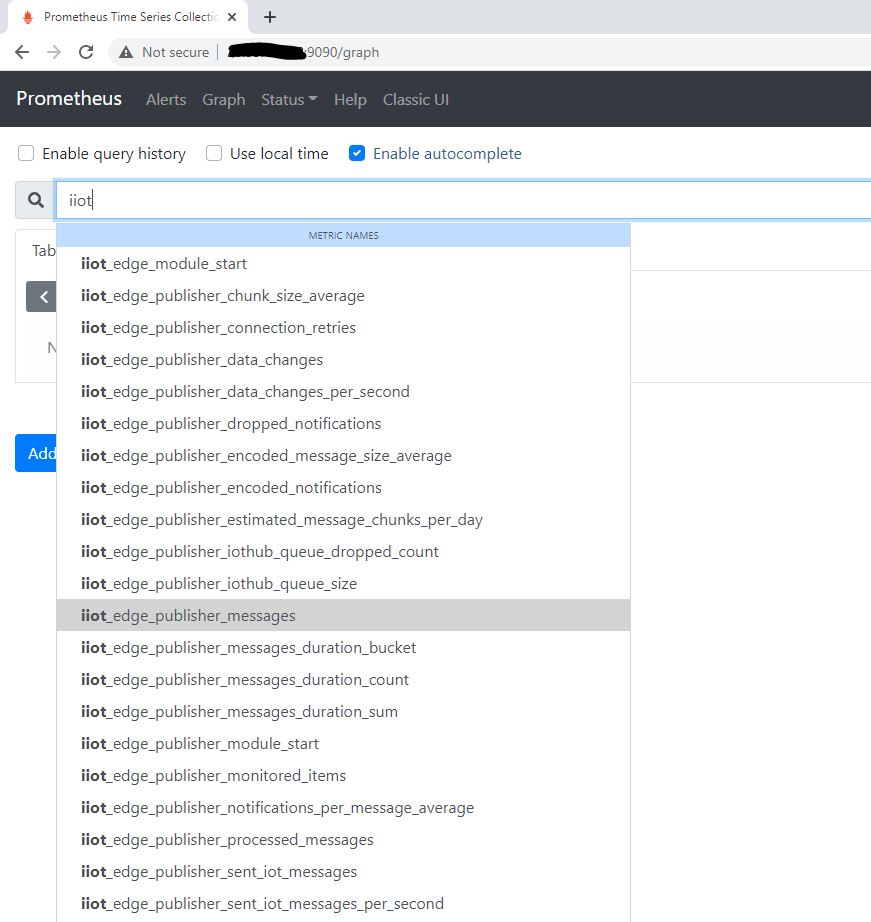 Prometheus Time Series Collectio
Not secure :9090/graph
Prometheus Alerts Graph Status Help Classic UI
Enable query history Use local time Enable autocomplete
iiot
METRIC NAMES
Tab
iiot_edge_module_start
iiot_edge_publisher_chunk_size_average
iiot_edge_publisher_connection_retries
N
iiot_edge_publisher_data_changes
iiot_edge_publisher_data_changes_per_second
iiot_edge_publisher_dropped_notifications
Add
iiot_edge_publisher_encoded_message_size_average
iiot_edge_publisher_encoded_notifications
iiot_edge_publisher_estimated_message_chunks_per_day
iiot_edge_publisher_iothub_queue_dropped_count
iiot_edge_publisher_iothub_queue_size
iiot_edge_publisher_messages
iiot_edge_publisher_messages_duration_bucket
iiot_edge_publisher_messages_duration_count
iiot_edge_publisher_messages_duration_sum
iiot_edge_publisher_module_start
iiot_edge_publisher_monitored_items
iiot_edge_publisher_notifications_per_message_average
iiot_edge_publisher_processed_messages
iiot_edge_publisher_sent_iot_messages
iiot_edge_publisher_sent_iot_messages_per_second